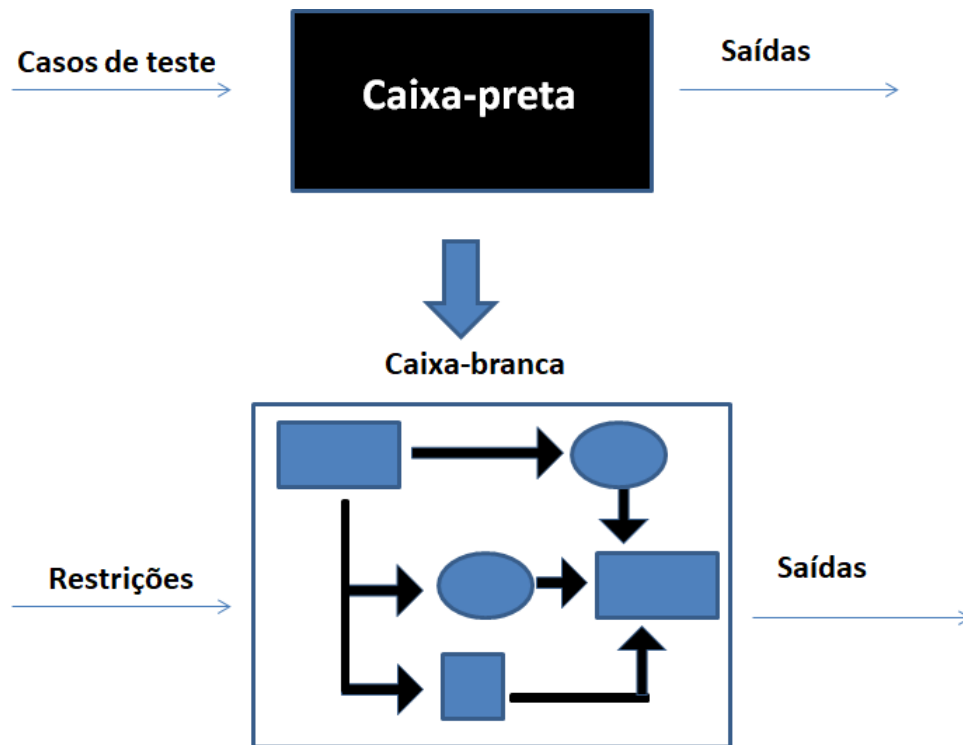 Casos de teste
Caixa-preta
Saídas
Caixa-branca
Restrições
Saídas